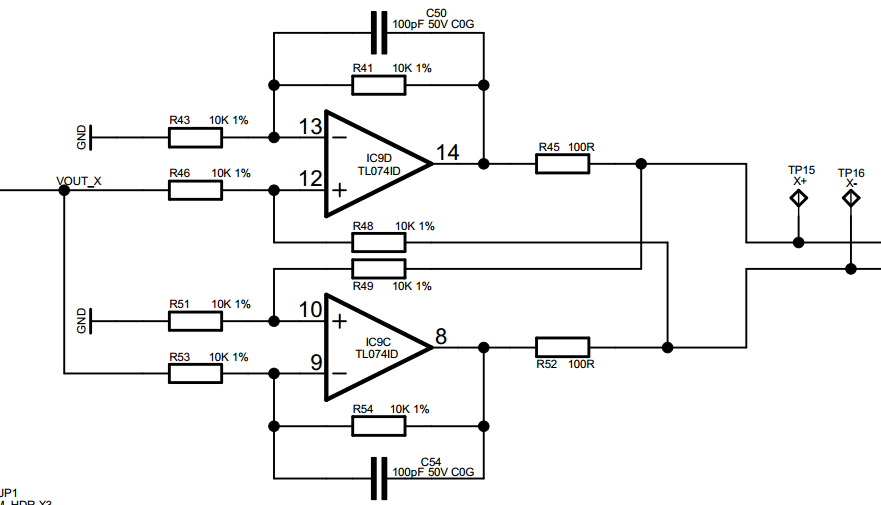 C50
100pF 50V C0G
R41 10K 1%
R43 10K 1%
GND
13
IC9D
TL074ID
14
R45 100R
R46 10K 1%
12
VOUT_X
TP15
X+
TP16
X-
R48 10K 1%
R49 10K 1%
R51 10K 1%
GND
10
IC9C
TL074ID
8
R53 10K 1%
9
R52 100R
R54 10K 1%
C54
100pF 50V C0G
JP1